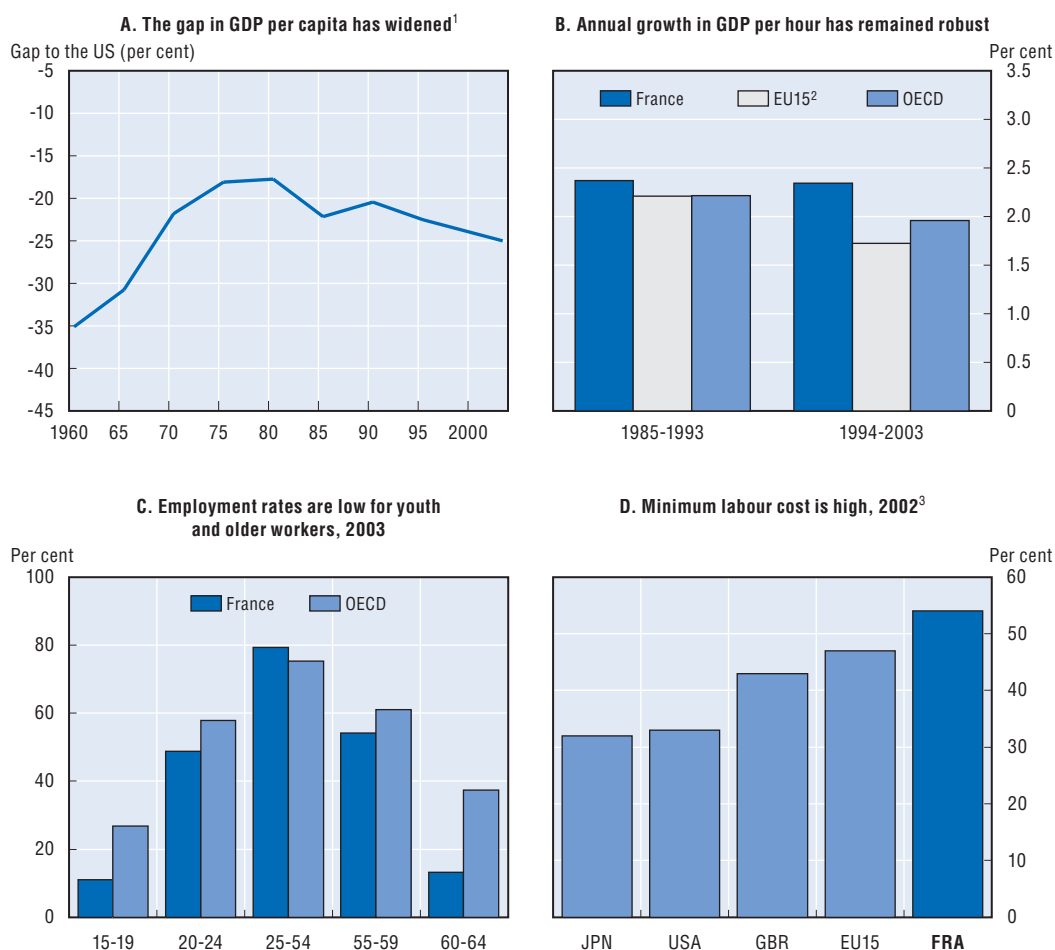 A. The gap in GDP per capita has widened¹
Gap to the US (per cent)
-5
-10
-15
-20
-25
-30
-35
-40
-45
1960 65 70 75 80 85 90 95 2000
B. Annual growth in GDP per hour has remained robust
Per cent
3.5
3.0
2.5
2.0
1.5
1.0
0.5
0
France EU15² OECD
1985-1993 1994-2003
C. Employment rates are low for youth
and older workers, 2003
Per cent
100
80
60
40
20
0
France OECD
15-19 20-24 25-54 55-59 60-64
D. Minimum labour cost is high, 2002³
Per cent
60
50
40
30
20
10
0
JPN USA GBR EU15 FRA